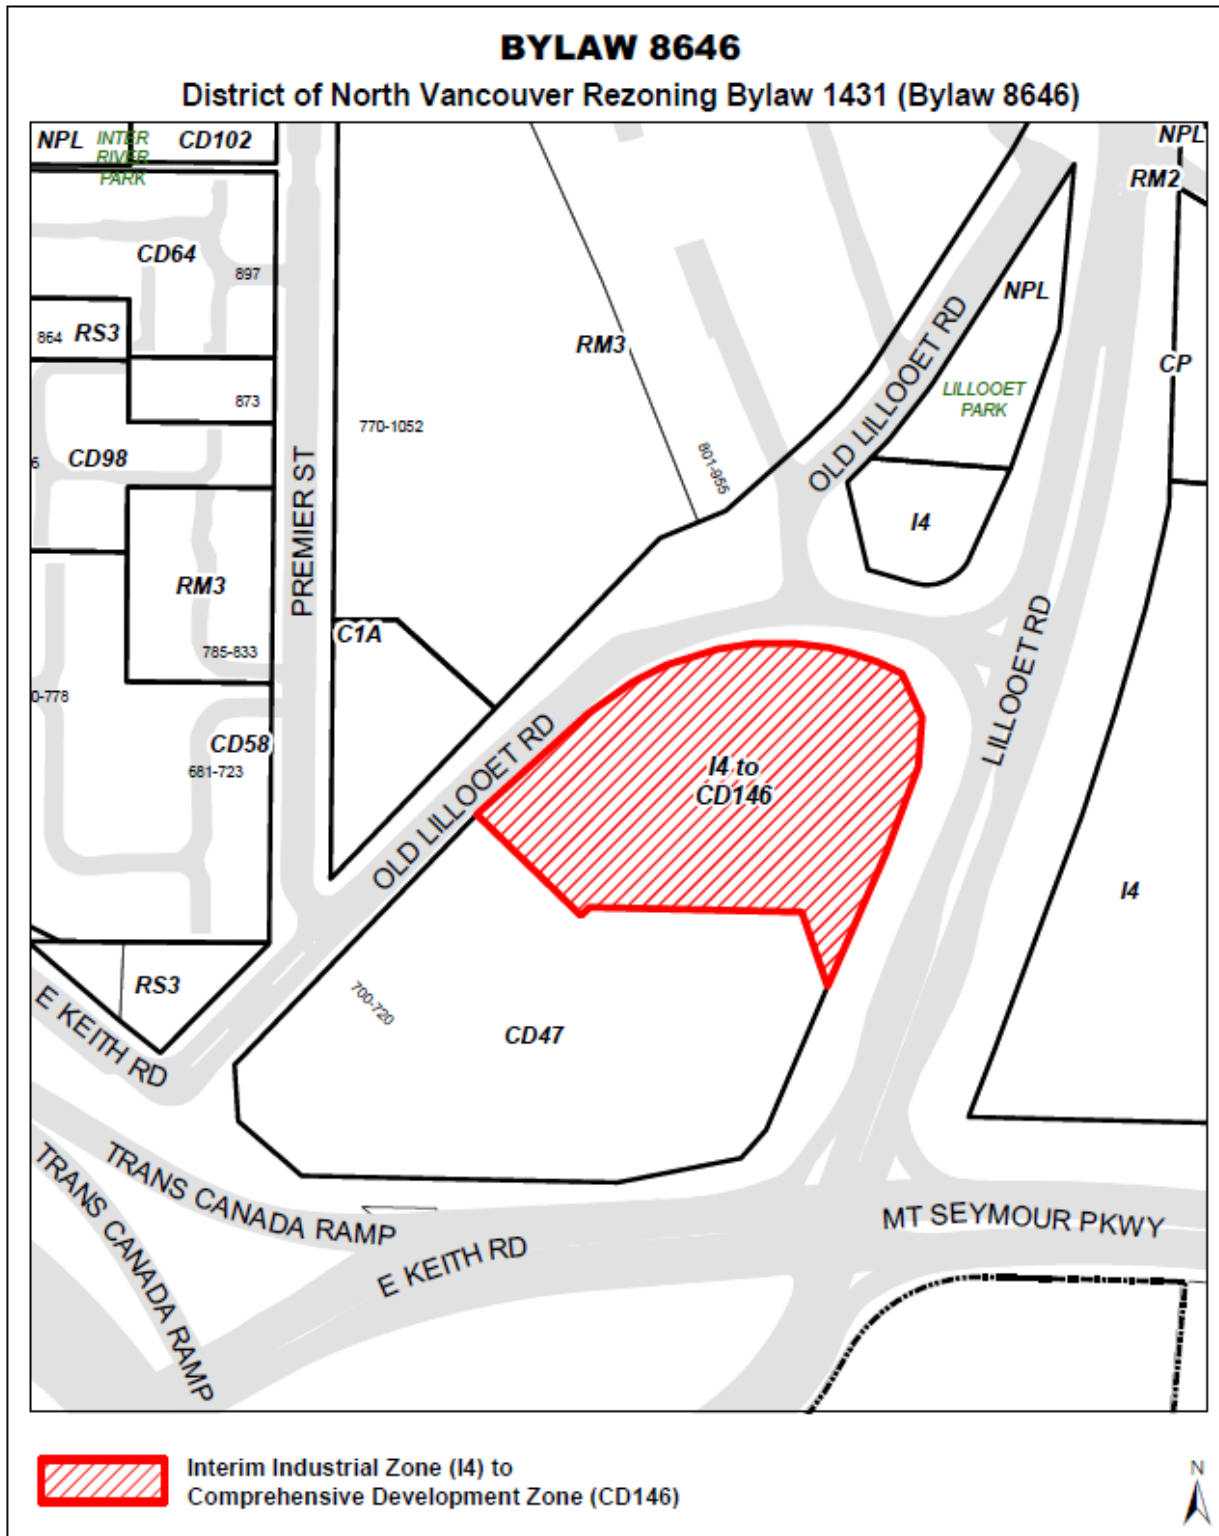 BYLAW 8646
District of North Vancouver Rezoning Bylaw 1431 (Bylaw 8646)
NPL
INTER
RIVER
PARK
CD102
NPL
RM2
CD64
897
NPL
864
RS3
RM3
CP
873
LILLOOET
PARK
OLD LILLOOET RD
770-1052
CD98
801-955
PREMIER ST
I4
RM3
785-833
C1A
LILLOOET RD
0-778
CD58
681-723
OLD LILLOOET RD
I4 to
CD146
I4
RS3
700-720
CD47
E KEITH RD
TRANS CANADA RAMP
TRANS CANADA RAMP
E KEITH RD
MT SEYMOUR PKWY
Interim Industrial Zone (I4) to
Comprehensive Development Zone (CD146)
N